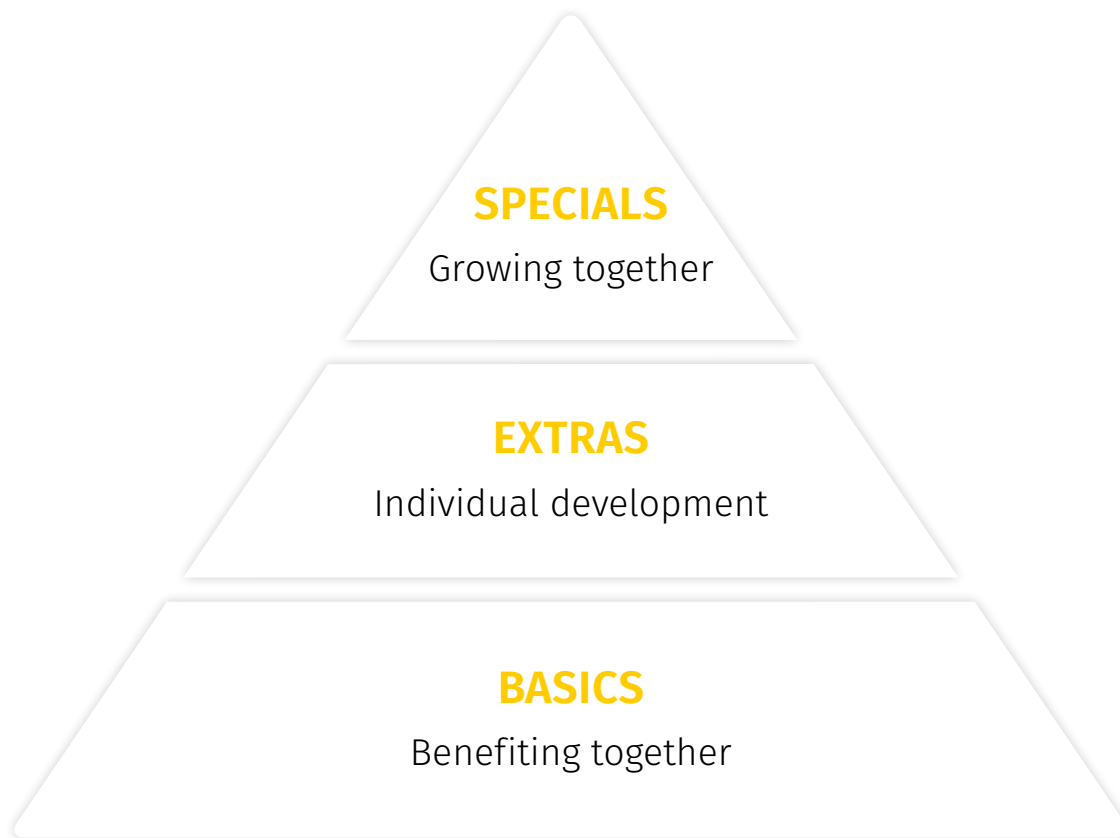 SPECIALS
Growing together
EXTRAS
Individual development
BASICS
Benefiting together